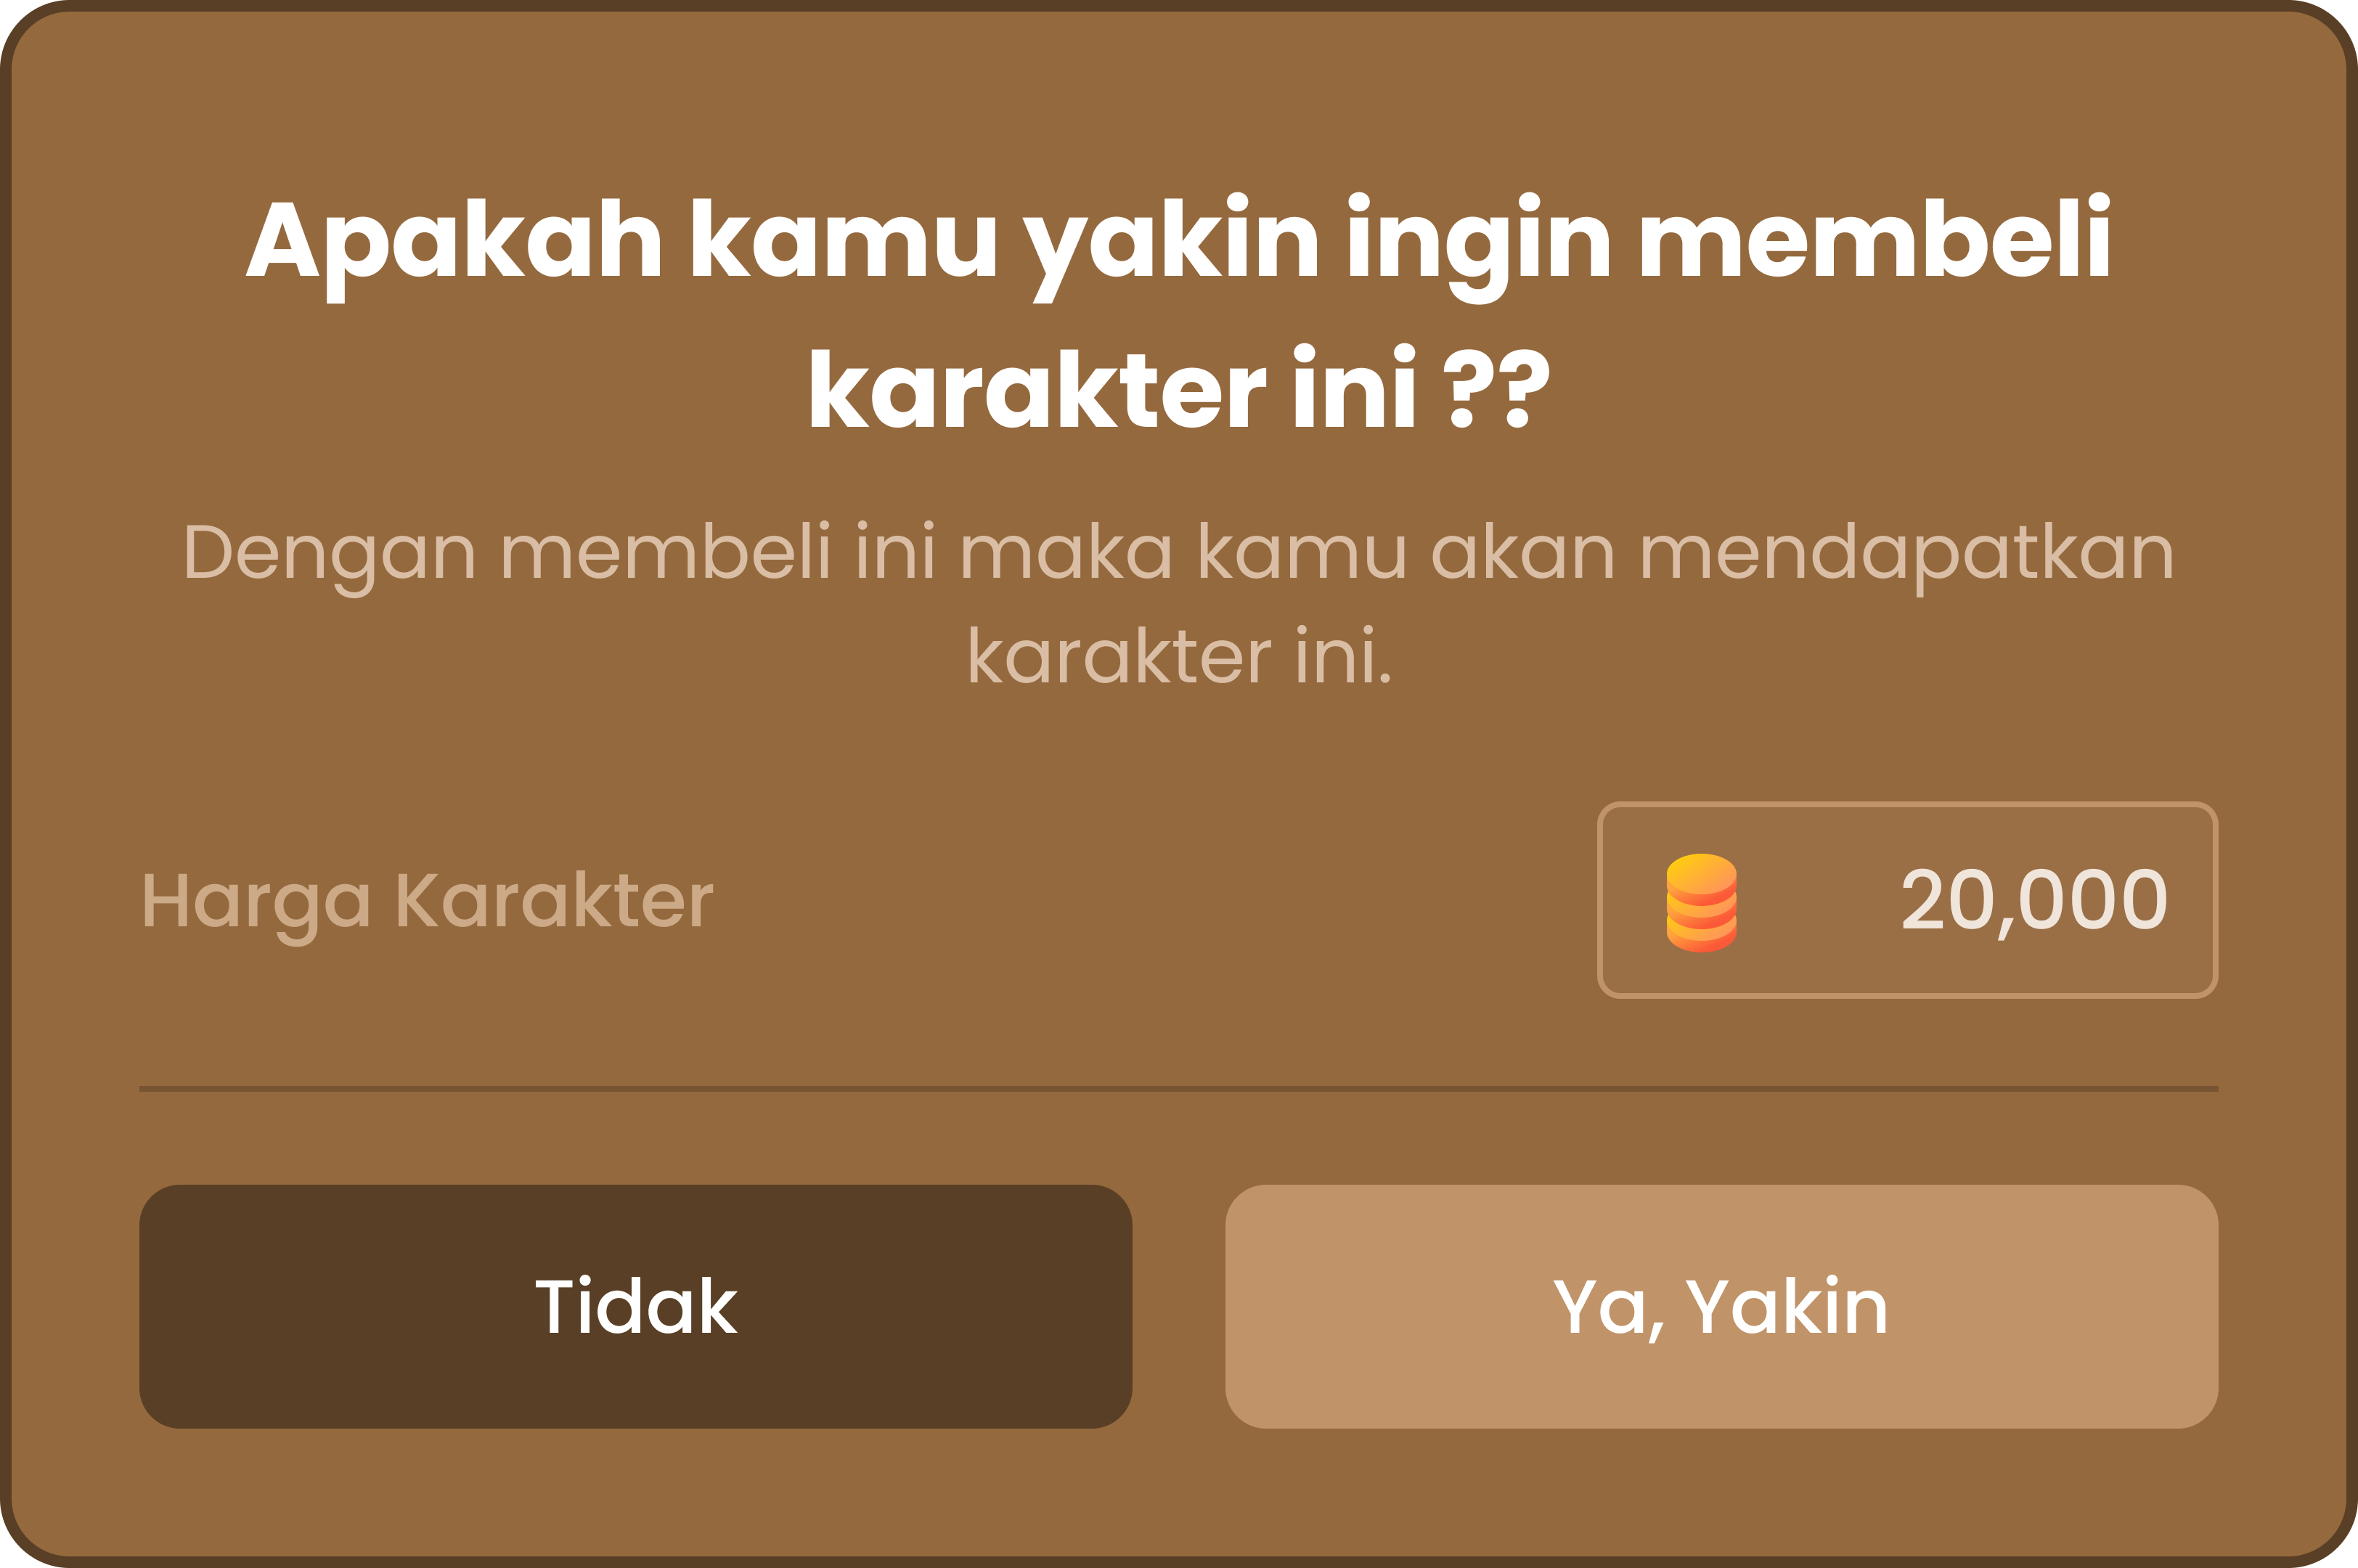 Apakah kamu yakin ingin membeli
karakter ini ??
Dengan membeli ini maka kamu akan mendapatkan
karakter ini.
Harga Karakter
20,000
Tidak
Ya, Yakin